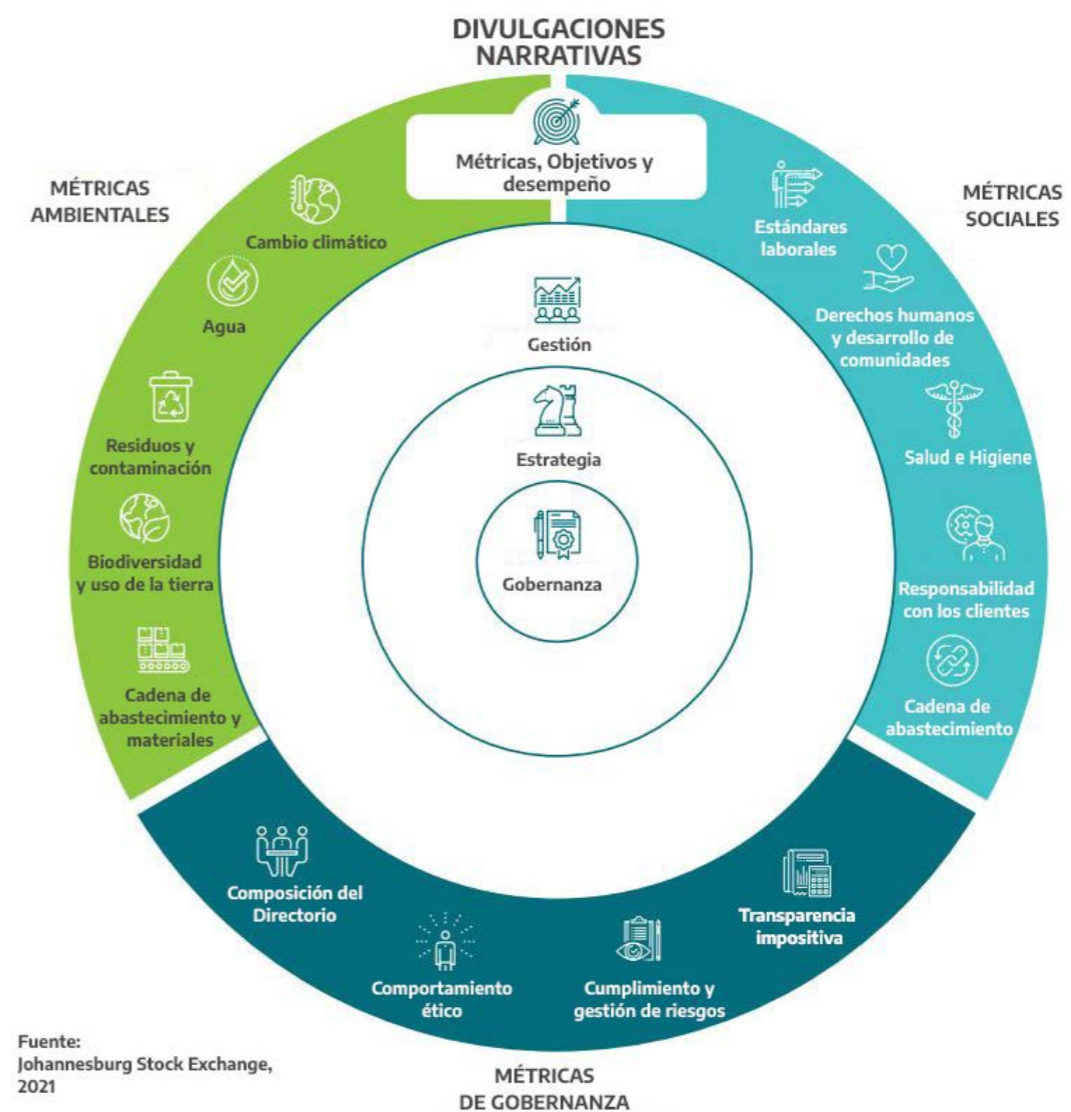 DIVULGACIONES
NARRATIVAS
Métricas, Objetivos y
desempeño
MÉTRICAS
AMBIENTALES
Cambio climático
Agua
Residuos y
contaminación
Biodiversidad
y uso de la tierra
Cadena de
abastecimiento y
materiales
MÉTRICAS
SOCIALES
Estándares
laborales
Derechos humanos
y desarrollo de
comunidades
Salud e Higiene
Responsabilidad
con los clientes
Cadena de
abastecimiento
Gestión
Estrategia
Gobernanza
Composición del
Directorio
Comportamiento
ético
Cumplimiento y
gestión de riesgos
Transparencia
impositiva
MÉTRICAS
DE GOBERNANZA
Fuente:
Johannesburg Stock Exchange,
2021